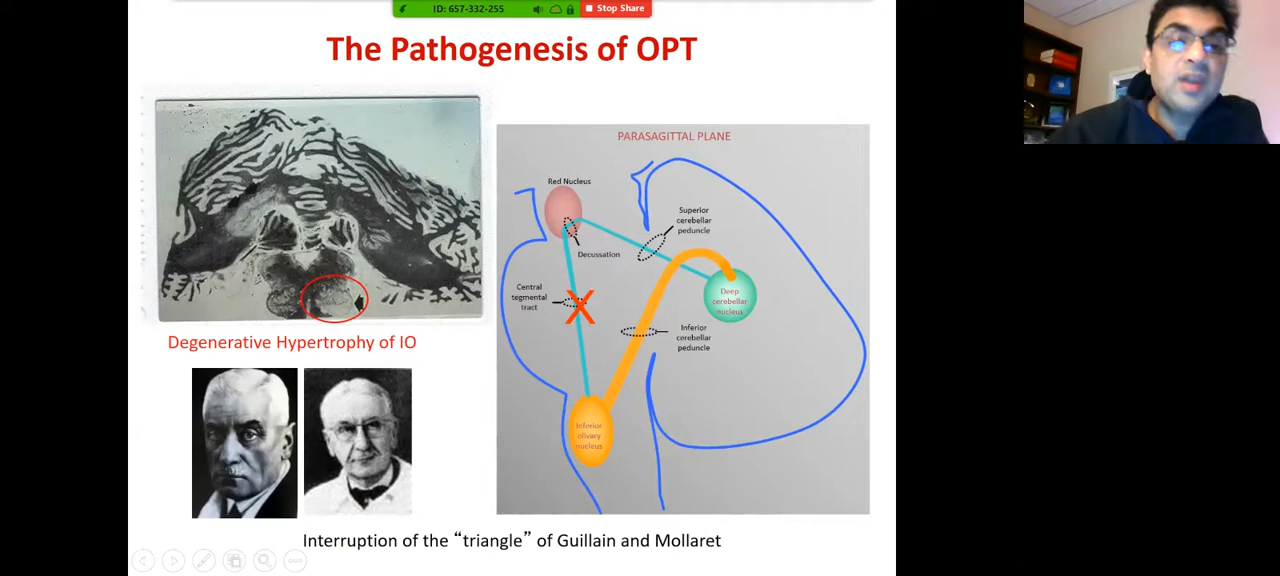 ID: 657-332-255
Stop Share
The Pathogenesis of OPT
PARASAGITTAL PLANE
Red Nucleus
Superior
cerebellar
peduncle
Decussation
Central
tegmental
tract
Deep
cerebellar
nucleus
Inferior
cerebellar
peduncle
Inferior
olivary
nucleus
Degenerative Hypertrophy of IO
Interruption of the “triangle” of Guillain and Mollaret